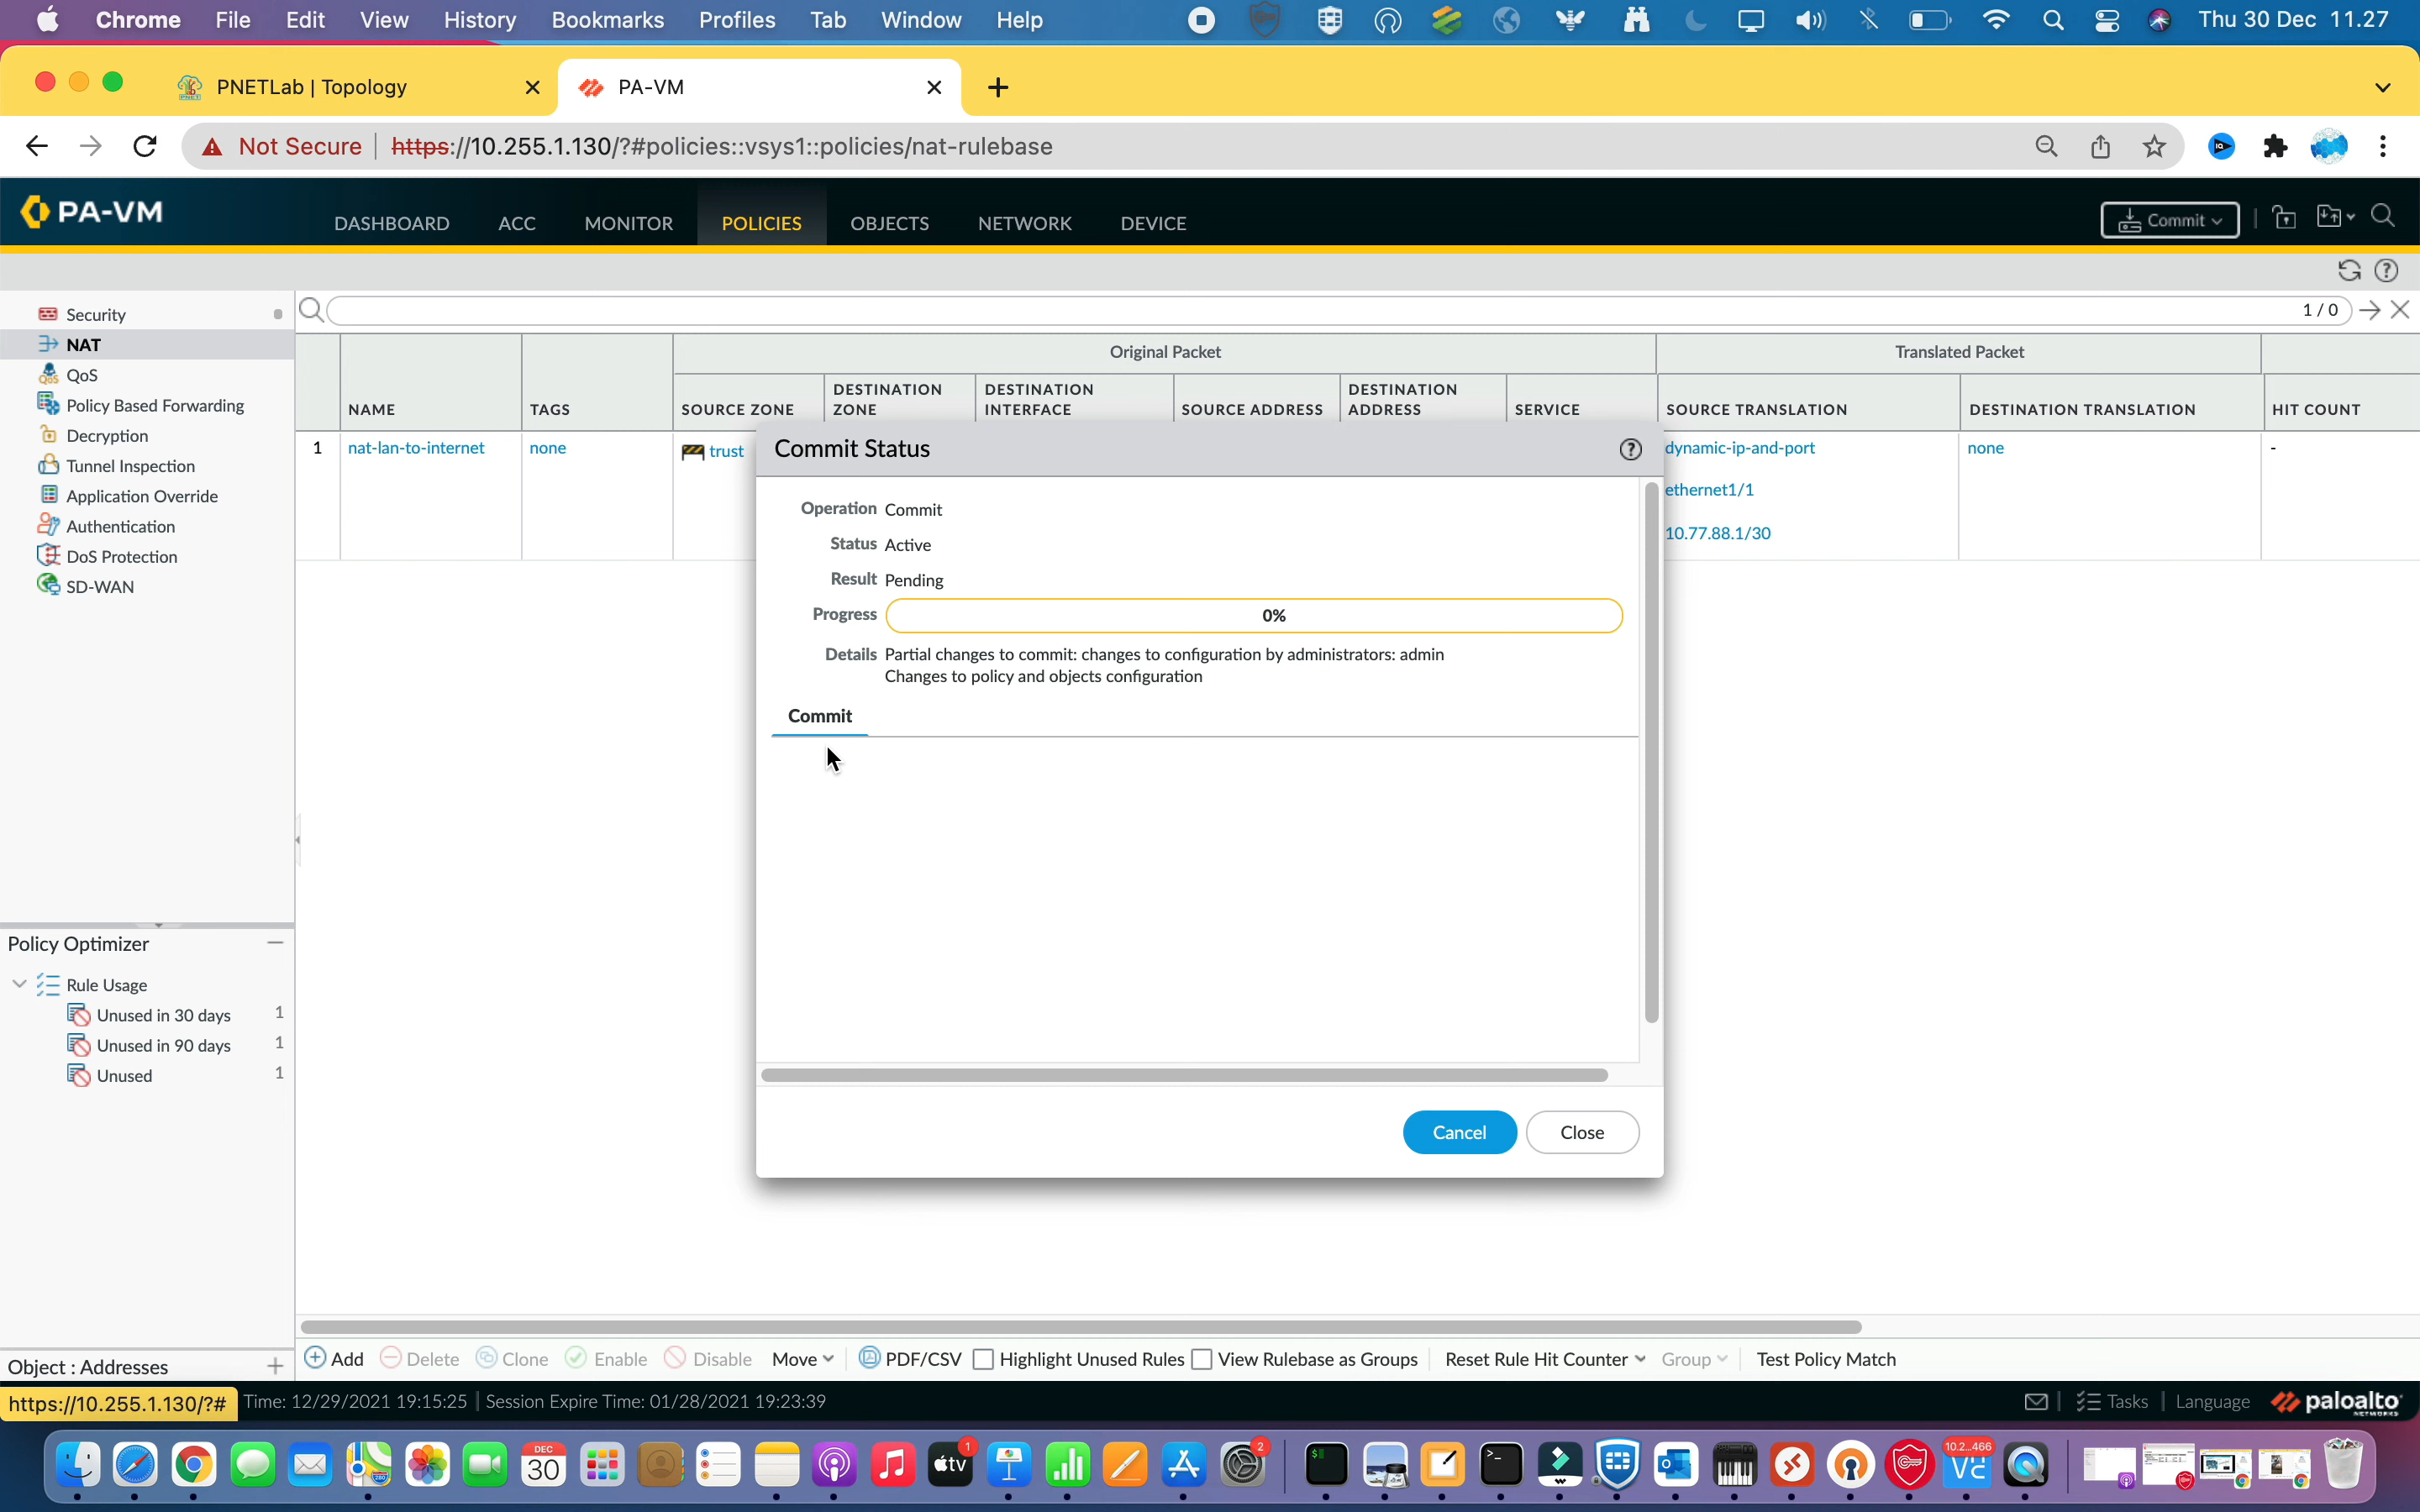 Chrome File Edit View History Bookmarks Profiles Tab Window Help Thu 30 Dec 11.27
PNETLab | Topology PA-VM
Not Secure https://10.255.1.130/?#policies::vsys1::policies/nat-rulebase
PA-VM DASHBOARD ACC MONITOR POLICIES OBJECTS NETWORK DEVICE Commit
Security
NAT
QoS
Policy Based Forwarding
Decryption
Tunnel Inspection
Application Override
Authentication
DoS Protection
SD-WAN
1 / 0
Original Packet Translated Packet
NAME TAGS SOURCE ZONE DESTINATION ZONE DESTINATION INTERFACE SOURCE ADDRESS DESTINATION ADDRESS SERVICE SOURCE TRANSLATION DESTINATION TRANSLATION HIT COUNT
1 nat-lan-to-internet none trust dynamic-ip-and-port none -
ethernet1/1
10.77.88.1/30
Commit Status
Operation Commit
Status Active
Result Pending
Progress 0%
Details Partial changes to commit: changes to configuration by administrators: admin
Changes to policy and objects configuration
Commit
Cancel Close
Policy Optimizer
Rule Usage
Unused in 30 days 1
Unused in 90 days 1
Unused 1
Object : Addresses
Add Delete Clone Enable Disable Move PDF/CSV Highlight Unused Rules View Rulebase as Groups Reset Rule Hit Counter Group Test Policy Match
https://10.255.1.130/?# Time: 12/29/2021 19:15:25 | Session Expire Time: 01/28/2021 19:23:39 Tasks Language paloalto NETWORKS
DEC
30
tv
1
2
10.2...466